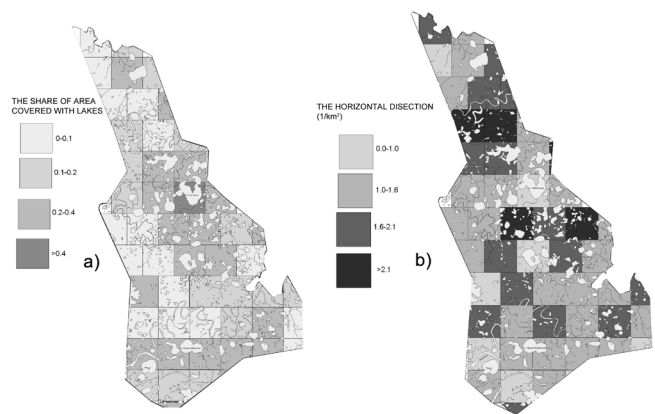 THE SHARE OF AREA
COVERED WITH LAKES
0-0.1
0.1-0.2
0.2-0.4
>0.4
a)
THE HORIZONTAL DISECTION
(1/km²)
0.0-1.0
1.0-1.6
1.6-2.1
>2.1
b)